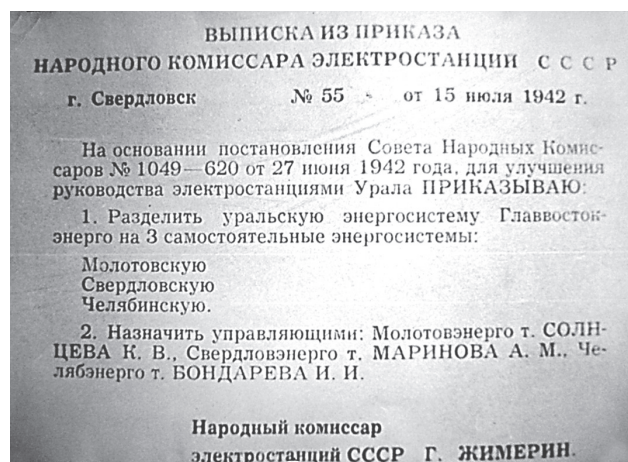 ВЫПИСКА ИЗ ПРИКАЗА
НАРОДНОГО КОМИССАРА ЭЛЕКТРОСТАНЦИИ С С С Р
г. Свердловск № 55 - от 15 июля 1942 г.
На основании постановления Совета Народных Комис-
саров № 1049—620 от 27 июня 1942 года, для улучшения
руководства электростанциями Урала ПРИКАЗЫВАЮ:
1. Разделить уральскую энергосистему Главвосток-
энерго на 3 самостоятельные энергосистемы:
Молотовскую
Свердловскую
Челябинскую.
2. Назначить управляющими: Молотовэнерго т. СОЛН-
ЦЕВА К. В., Свердловэнерго т. МАРИНОВА А. М., Че-
лябэнерго т. БОНДАРЕВА И. И.
Народный комиссар
электростанций СССР Г. ЖИМЕРИН.